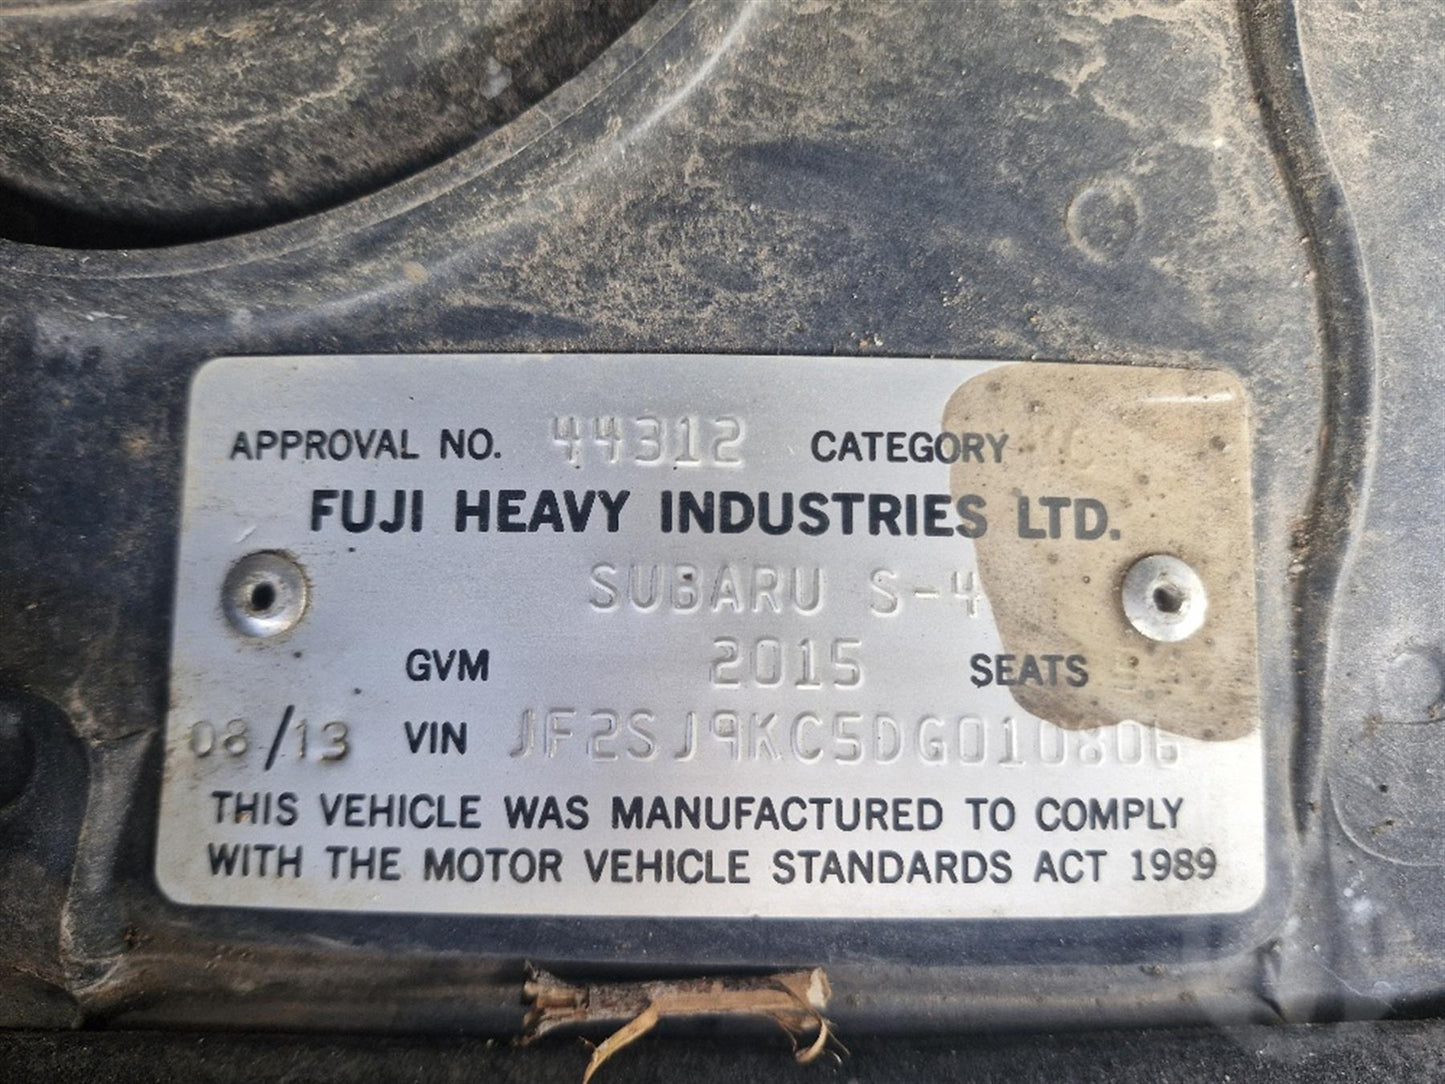 APPROVAL NO. 44312 CATEGORY
FUJI HEAVY INDUSTRIES LTD.
SUBARU S-4
GVM 2015 SEATS
08/13 VIN JF2SJ9KC5DG010806
THIS VEHICLE WAS MANUFACTURED TO COMPLY
WITH THE MOTOR VEHICLE STANDARDS ACT 1989